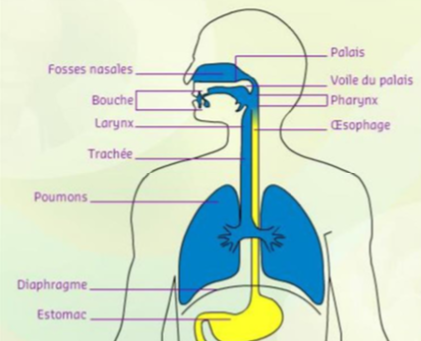 Palais
Fosses nasales
Voile du palais
Bouche
Pharynx
Larynx
Œsophage
Trachée
Poumons
Diaphragme
Estomac